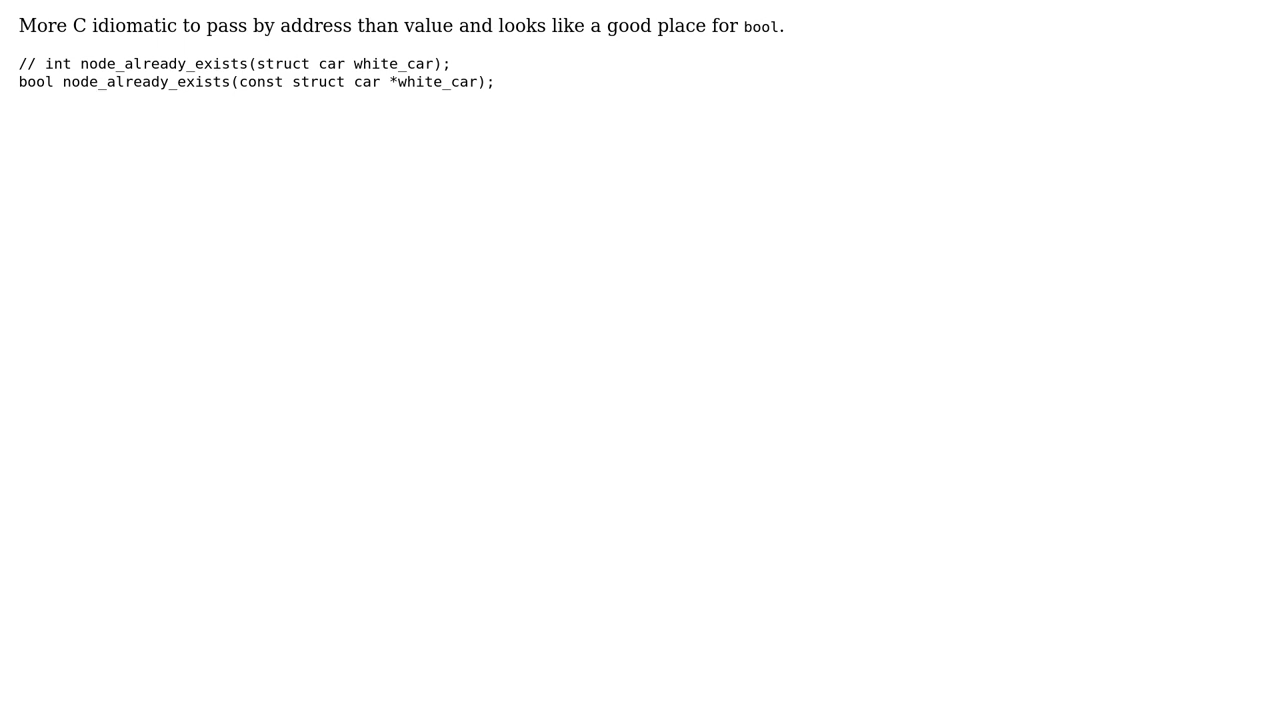 More C idiomatic to pass by address than value and looks like a good place for bool.
// int node_already_exists(struct car white_car);
bool node_already_exists(const struct car *white_car);